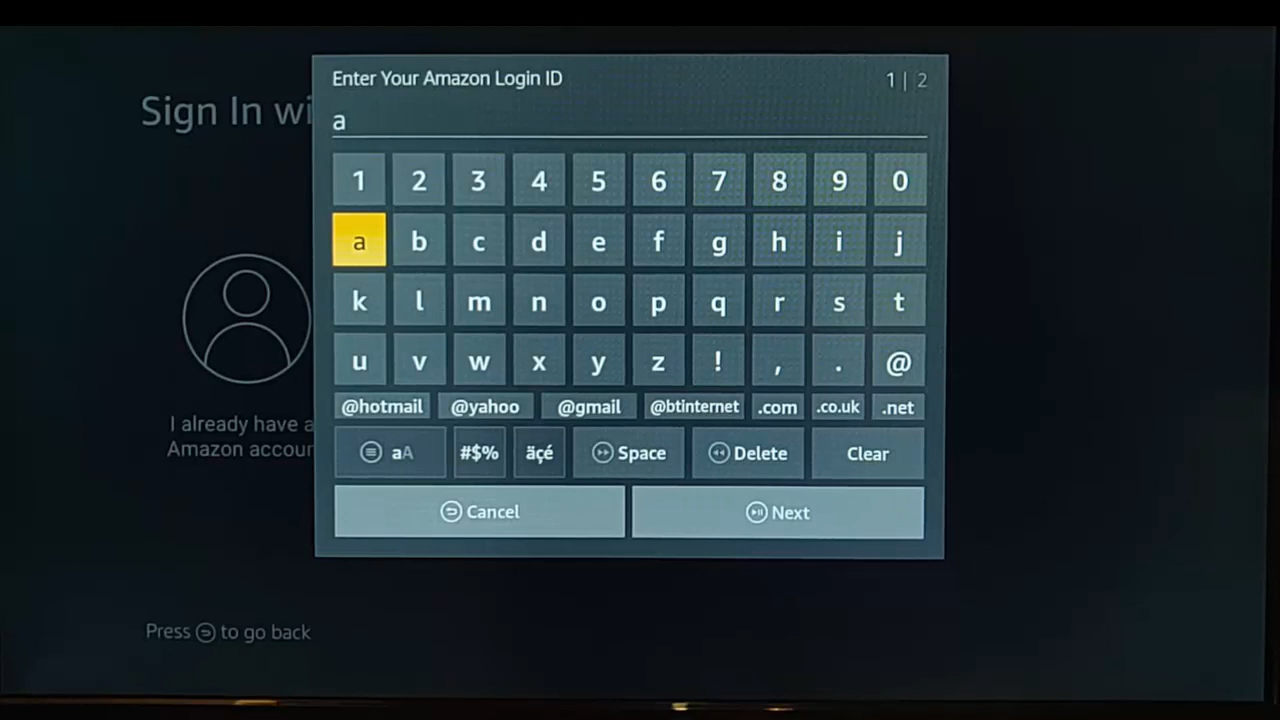 Sign In wi
Enter Your Amazon Login ID
1 | 2
a
1 2 3 4 5 6 7 8 9 0
a b c d e f g h i j
k l m n o p q r s t
u v w x y z ! , . @
@hotmail @yahoo @gmail @btinternet .com .co.uk .net
aA #$% äçé Space Delete Clear
Cancel Next
I already have a
Amazon accour
Press to go back